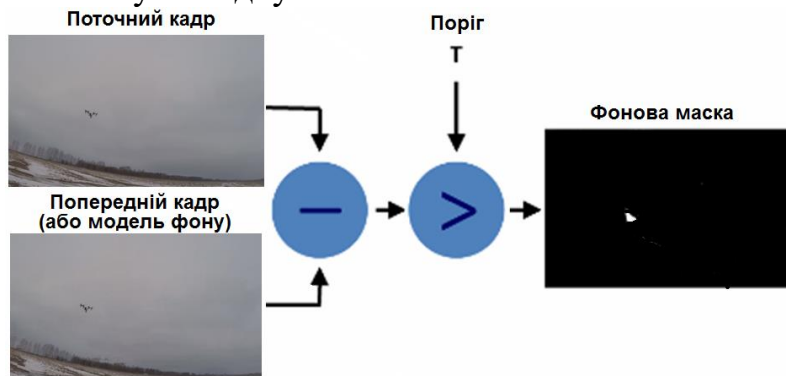 Поточний кадр
Поріг
T
Фонова маска
Попередній кадр
(або модель фону)